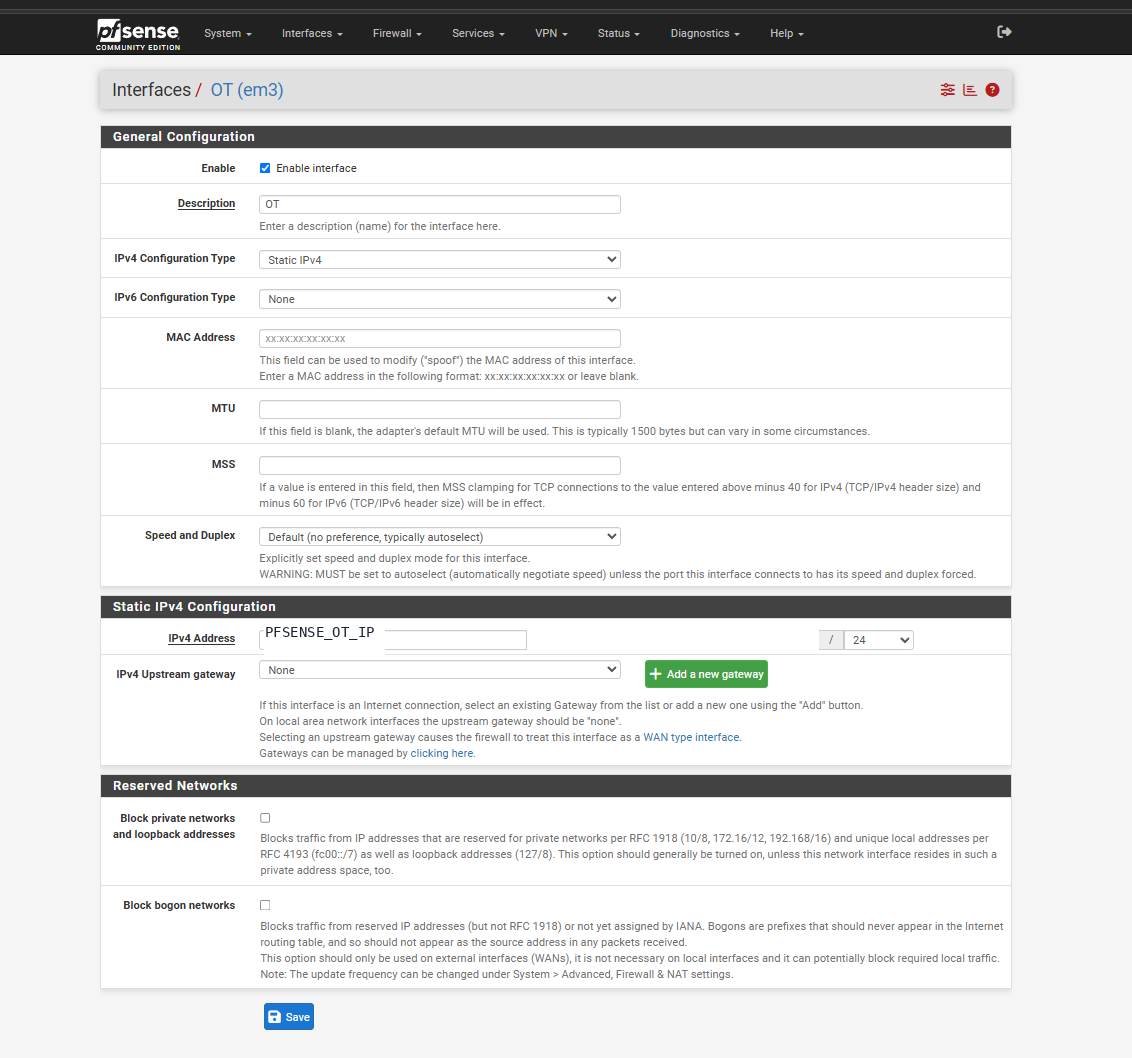 pfsense
COMMUNITY EDITION
System Interfaces Firewall Services VPN Status Diagnostics Help
Interfaces / OT (em3)
General Configuration
Enable Enable interface
Description OT
Enter a description (name) for the interface here.
IPv4 Configuration Type Static IPv4
IPv6 Configuration Type None
MAC Address xx:xx:xx:xx:xx:xx
This field can be used to modify ("spoof") the MAC address of this interface.
Enter a MAC address in the following format: xx:xx:xx:xx:xx:xx or leave blank.
MTU
If this field is blank, the adapter's default MTU will be used. This is typically 1500 bytes but can vary in some circumstances.
MSS
If a value is entered in this field, then MSS clamping for TCP connections to the value entered above minus 40 for IPv4 (TCP/IPv4 header size) and
minus 60 for IPv6 (TCP/IPv6 header size) will be in effect.
Speed and Duplex Default (no preference, typically autoselect)
Explicitly set speed and duplex mode for this interface.
WARNING: MUST be set to autoselect (automatically negotiate speed) unless the port this interface connects to has its speed and duplex forced.
Static IPv4 Configuration
IPv4 Address PFSENSE_OT_IP / 24
IPv4 Upstream gateway None + Add a new gateway
If this interface is an Internet connection, select an existing Gateway from the list or add a new one using the "Add" button.
On local area network interfaces the upstream gateway should be "none".
Selecting an upstream gateway causes the firewall to treat this interface as a WAN type interface.
Gateways can be managed by clicking here.
Reserved Networks
Block private networks
and loopback addresses
Blocks traffic from IP addresses that are reserved for private networks per RFC 1918 (10/8, 172.16/12, 192.168/16) and unique local addresses per
RFC 4193 (fc00::/7) as well as loopback addresses (127/8). This option should generally be turned on, unless this network interface resides in such a
private address space, too.
Block bogon networks
Blocks traffic from reserved IP addresses (but not RFC 1918) or not yet assigned by IANA. Bogons are prefixes that should never appear in the Internet
routing table, and so should not appear as the source address in any packets received.
This option should only be used on external interfaces (WANs), it is not necessary on local interfaces and it can potentially block required local traffic.
Note: The update frequency can be changed under System > Advanced, Firewall & NAT settings.
Save